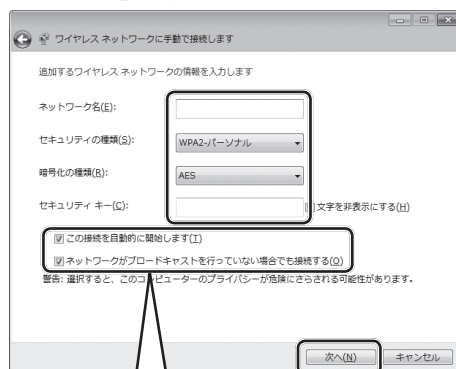 ワイヤレス ネットワークに手動で接続します
追加するワイヤレス ネットワークの情報を入力します
ネットワーク名(E):
セキュリティの種類(S): WPA2-パーソナル
暗号化の種類(R): AES
セキュリティ キー(C): 文字を非表示にする(H)
この接続を自動的に開始します(T)
ネットワークがブロードキャストを行っていない場合でも接続する(O)
警告: 選択すると、このコンピューターのプライバシーが危険にさらされる可能性があります。
次へ(N) キャンセル